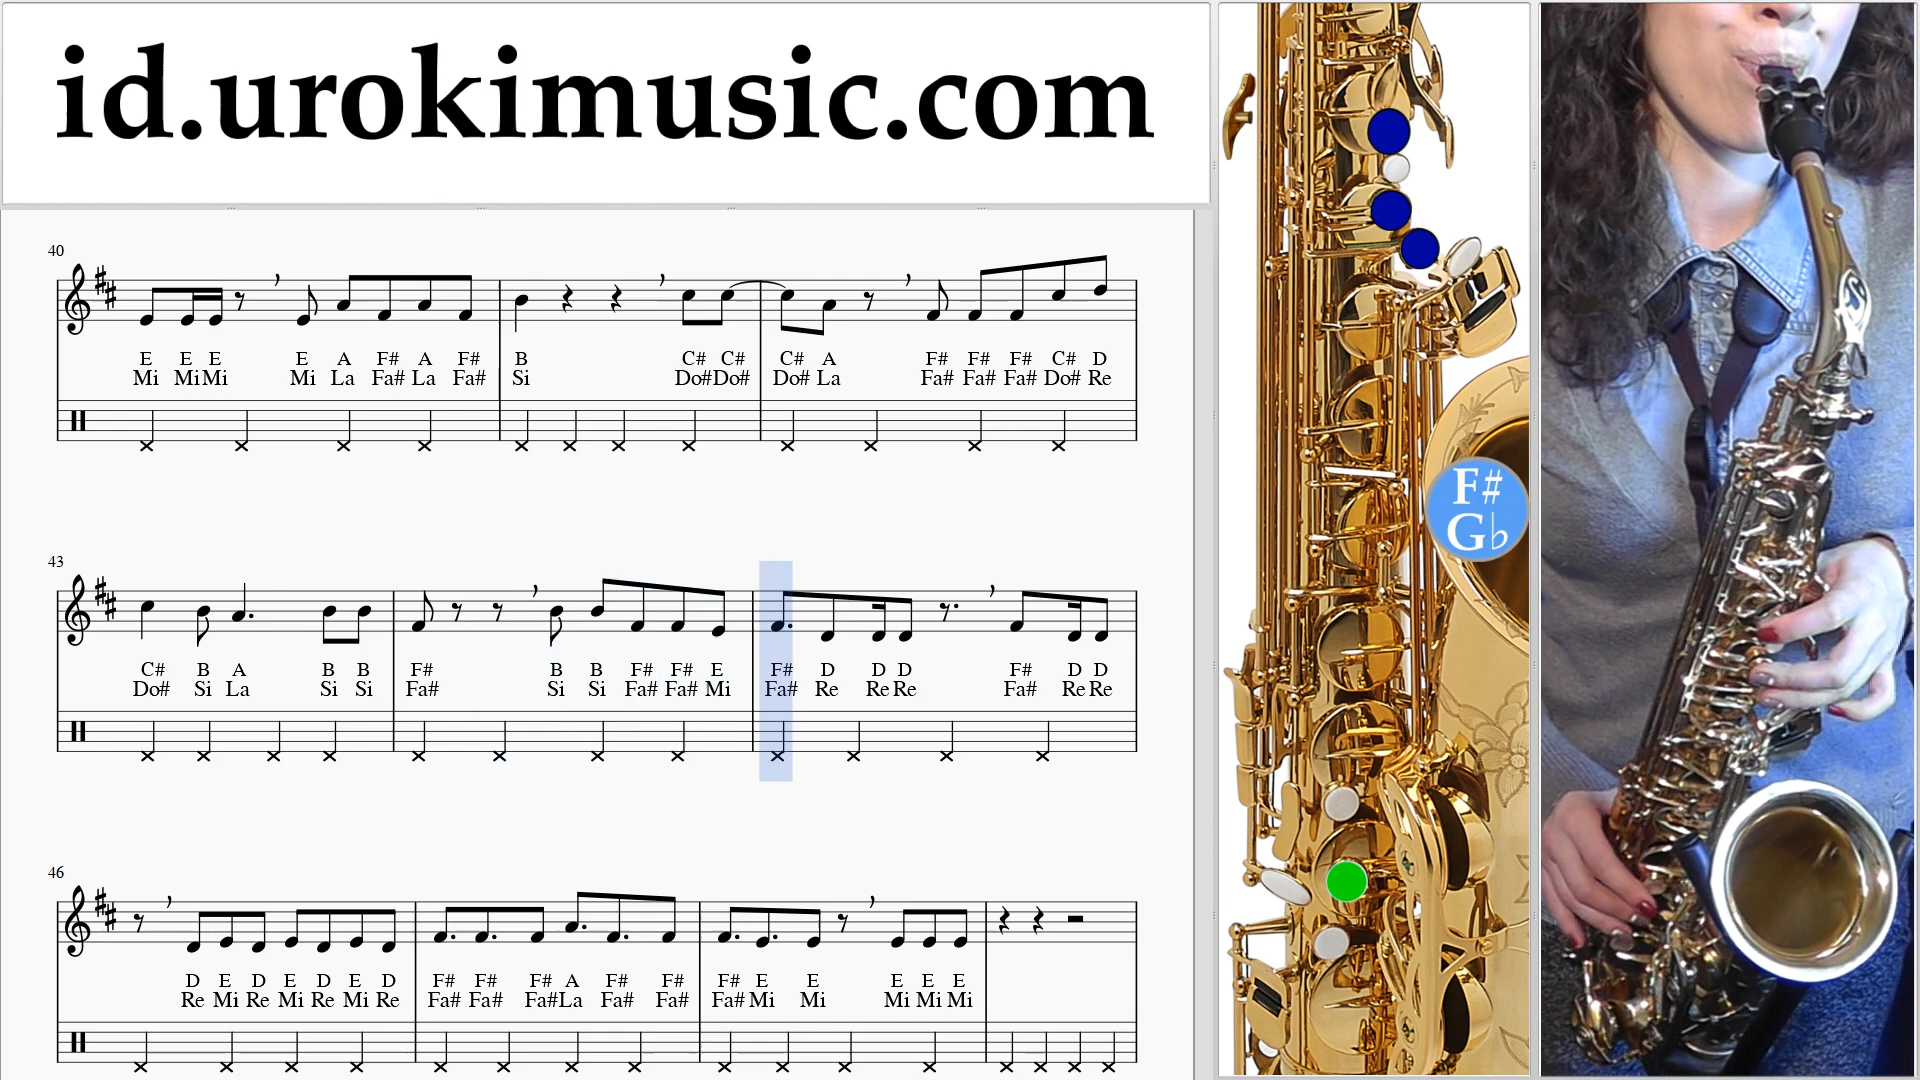 id.urokimusic.com
40
E E E E A F# A F# B C# C# C# A F# F# F# C# D
Mi Mi Mi Mi La Fa# La Fa# Si Do# Do# Do# La Fa# Fa# Fa# Do# Re
43
C# B A B B F# B B F# F# E F# D D D F# D D
Do# Si La Si Si Fa# Si Si Fa# Fa# Mi Fa# Re Re Re Fa# Re Re
46
D E D E D E D F# F# F# A F# F# F# E E E E E
Re Mi Re Mi Re Mi Re Fa# Fa# Fa# La Fa# Fa# Fa# Mi Mi Mi Mi Mi
F#
G♭